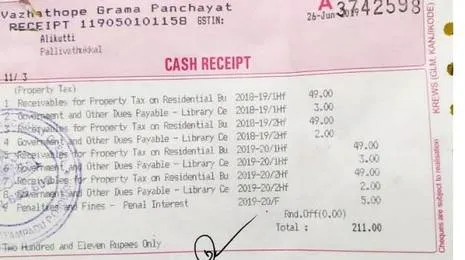 Vazhathope Grama Panchayat
RECEIPT 119050101158 GSTIN:
A 3742598
26-Jun-2019
Alikutti
Pallivathukkal
CASH RECEIPT
11/ 3
(Property Tax)
1 Receivables for Property Tax on Residential Bu 2018-19/1Hf 49.00
2 Government and Other Dues Payable - Library Ce 2018-19/1Hf 3.00
3 Receivables for Property Tax on Residential Bu 2018-19/2Hf 49.00
4 Government and Other Dues Payable - Library Ce 2018-19/2Hf 2.00
5 Receivables for Property Tax on Residential Bu 2019-20/1Hf 49.00
6 Government and Other Dues Payable - Library Ce 2019-20/1Hf 3.00
7 Receivables for Property Tax on Residential Bu 2019-20/2Hf 49.00
8 Government and Other Dues Payable - Library Ce 2019-20/2Hf 2.00
9 Penalties and Fines - Penal Interest 2019-20/F 5.00
Rnd.Off(0.00)
Total : 211.00
Two Hundred and Eleven Rupees Only
KREWS (GLM. KANJIKODE)
Cheques are subject to realisation